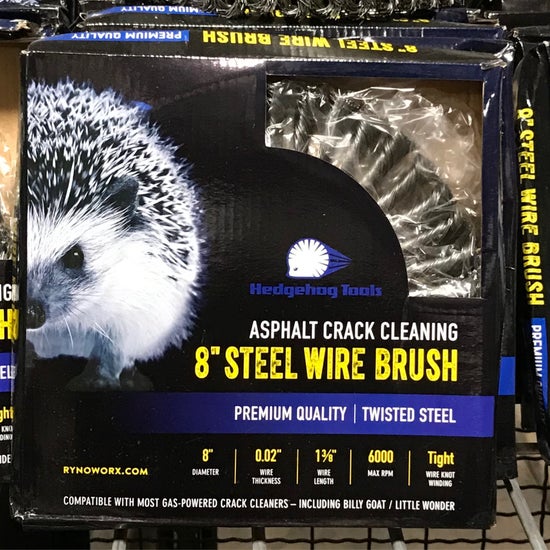 PREMIUM QUALITY
8" STEEL WIRE BRUSH
Hedgehog Tools
ASPHALT CRACK CLEANING
8" STEEL WIRE BRUSH
PREMIUM QUALITY | TWISTED STEEL
8" DIAMETER
0.02" WIRE THICKNESS
1⅜" WIRE LENGTH
6000 MAX RPM
Tight WIRE KNOT WINDING
RYNOWORX.COM
COMPATIBLE WITH MOST GAS-POWERED CRACK CLEANERS – INCLUDING BILLY GOAT / LITTLE WONDER
8" STEEL WIRE BRUSH
PREMIUM